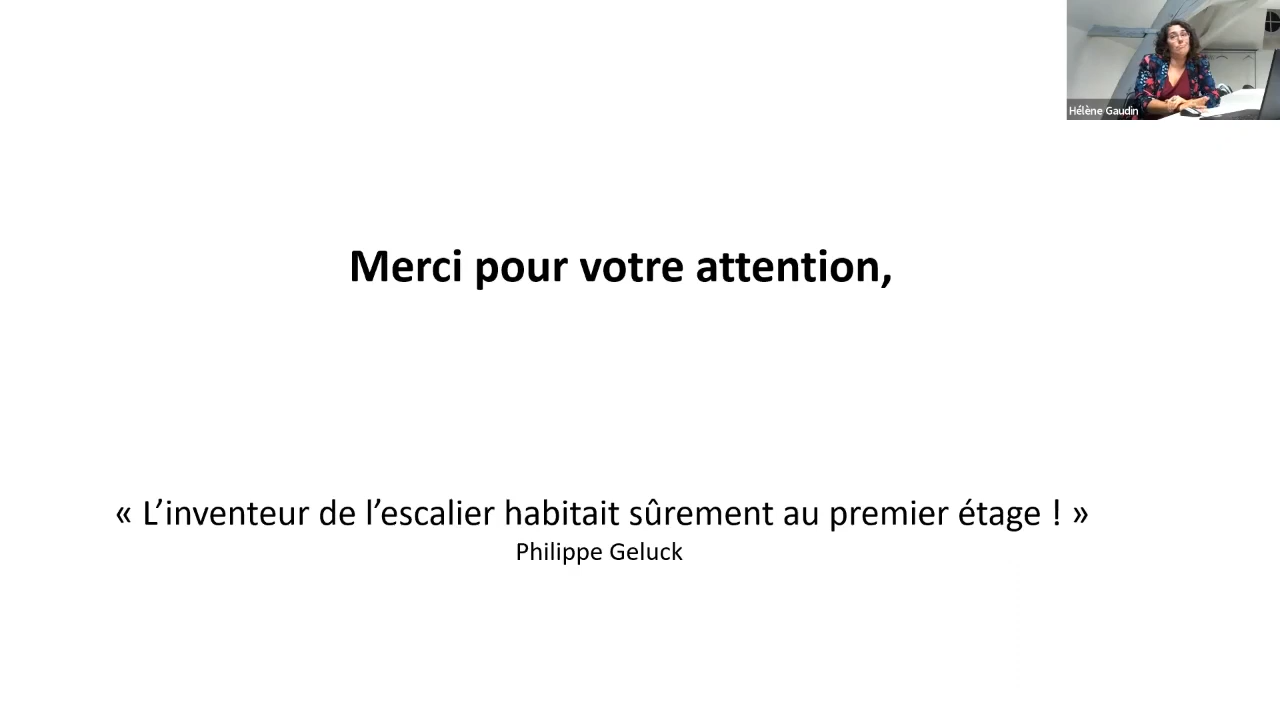 Hélène Gaudin
Merci pour votre attention,
« L’inventeur de l’escalier habitait sûrement au premier étage ! »
Philippe Geluck